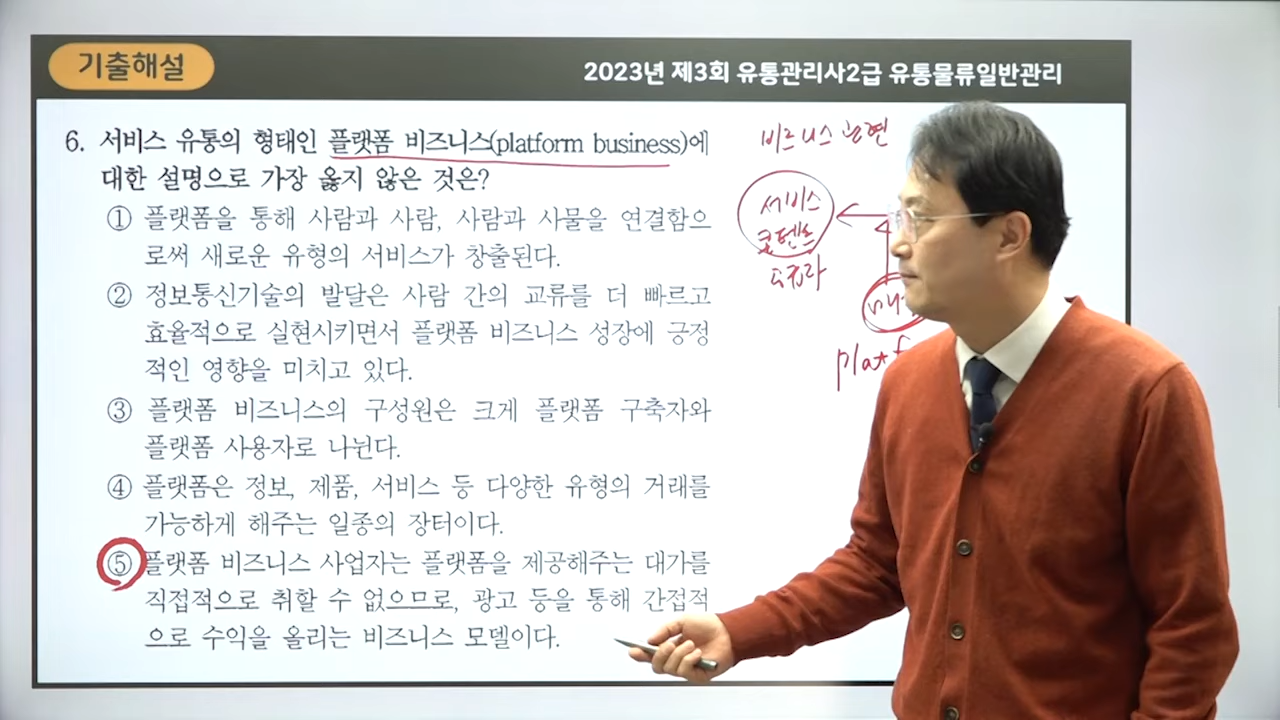 기출해설
2023년 제3회 유통관리사2급 유통물류일반관리
6. 서비스 유통의 형태인 플랫폼 비즈니스(platform business)에
대한 설명으로 가장 옳지 않은 것은?
① 플랫폼을 통해 사람과 사람, 사람과 사물을 연결함으
로써 새로운 유형의 서비스가 창출된다.
② 정보통신기술의 발달은 사람 간의 교류를 더 빠르고
효율적으로 실현시키면서 플랫폼 비즈니스 성장에 긍정
적인 영향을 미치고 있다.
③ 플랫폼 비즈니스의 구성원은 크게 플랫폼 구축자와
플랫폼 사용자로 나뉜다.
④ 플랫폼은 정보, 제품, 서비스 등 다양한 유형의 거래를
가능하게 해주는 일종의 장터이다.
⑤ 플랫폼 비즈니스 사업자는 플랫폼을 제공해주는 대가를
직접적으로 취할 수 없으므로, 광고 등을 통해 간접적
으로 수익을 올리는 비즈니스 모델이다.
비즈니스
서비스
콘텐츠